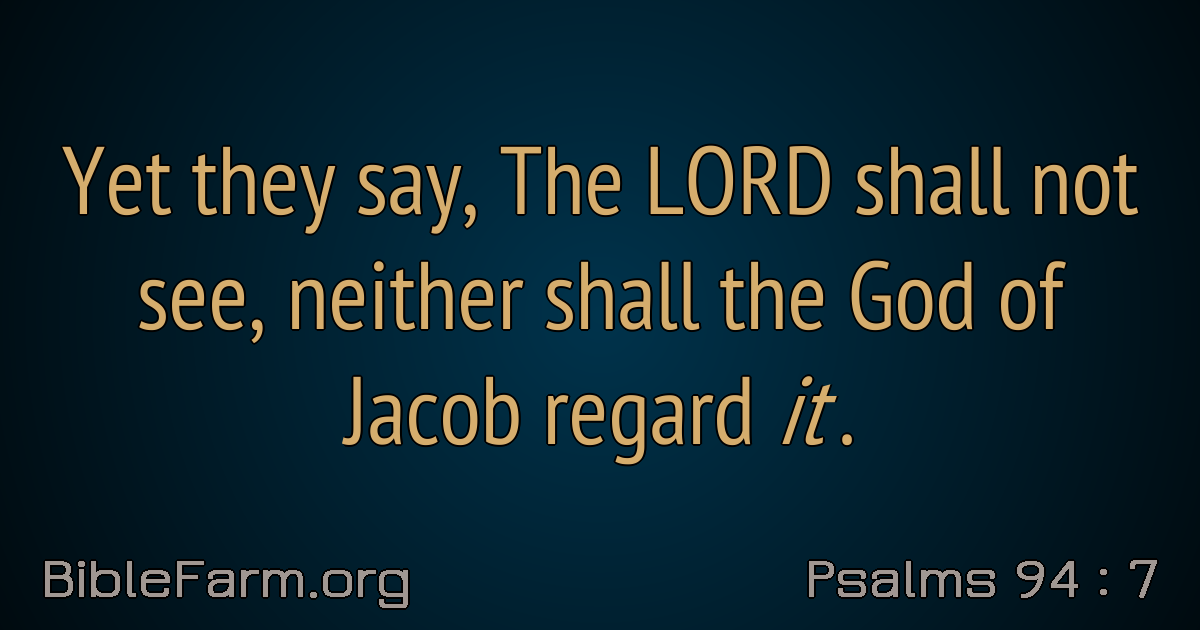 Yet they say, The LORD shall not
see, neither shall the God of
Jacob regard it .
BibleFarm.org
Psalms 94 : 7